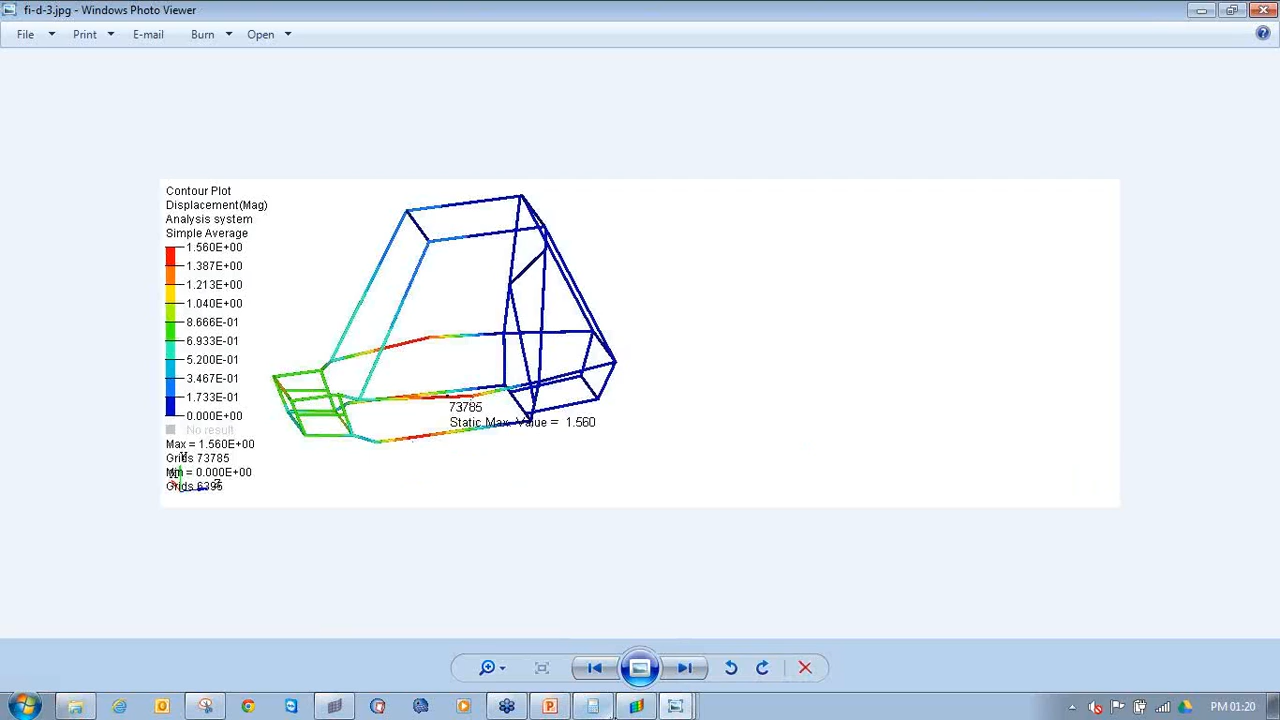 fi-d-3.jpg - Windows Photo Viewer
File Print E-mail Burn Open
Contour Plot
Displacement(Mag)
Analysis system
Simple Average
1.560E+00
1.387E+00
1.213E+00
1.040E+00
8.666E-01
6.933E-01
5.200E-01
3.467E-01
1.733E-01
0.000E+00
No result
Max = 1.560E+00
Grids 73785
Min = 0.000E+00
Grids 6396
Y
X
Z
73785
Static Max. Value = 1.560
PM 01:20